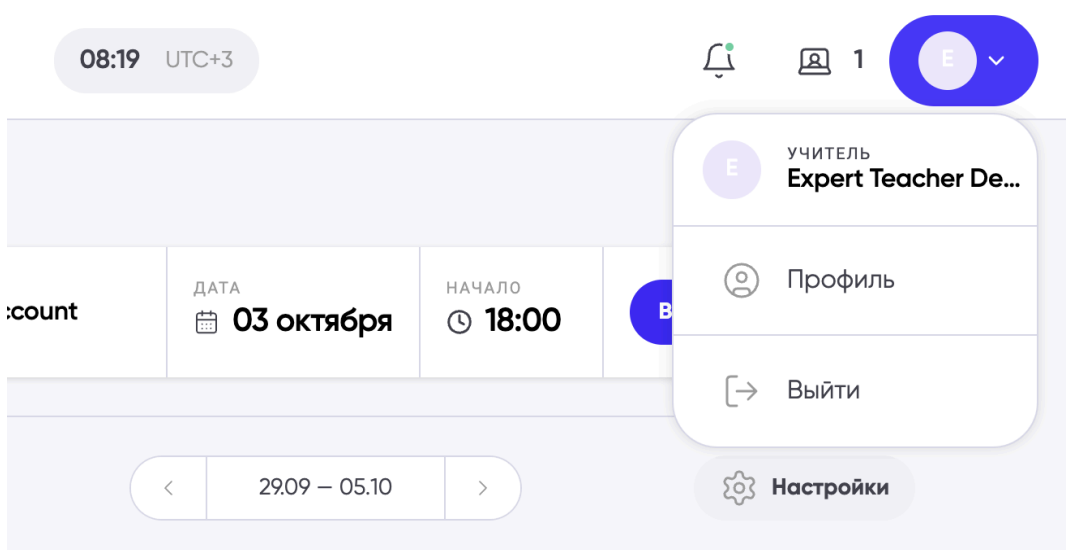 08:19 UTC+3
1
E
E
УЧИТЕЛЬ
Expert Teacher De...
Профиль
Выйти
ДАТА
03 октября
НАЧАЛО
18:00
29.09 — 05.10
Настройки